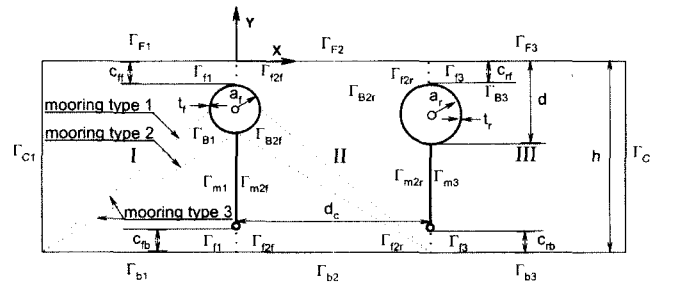 Γ_F1 Y Γ_F2 Γ_F3
X
c_ff Γ_f1 Γ_f2f Γ_f2r Γ_f3 c_rf
a_f Γ_B2r a_r Γ_B3 d
mooring type 1 t_f t_r
mooring type 2 Γ_B1 Γ_B2f
Γ_C1 I II III h Γ_C
Γ_m1 Γ_m2f Γ_m2r Γ_m3
mooring type 3 d_c
c_fb Γ_f1 Γ_f2f Γ_f2r Γ_f3 c_rb
Γ_b1 Γ_b2 Γ_b3